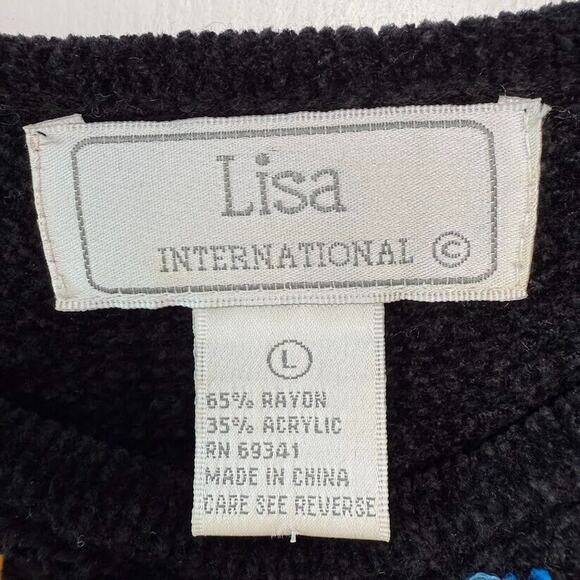 Lisa
INTERNATIONAL ©
L
65% RAYON
35% ACRYLIC
RN 69341
MADE IN CHINA
CARE SEE REVERSE